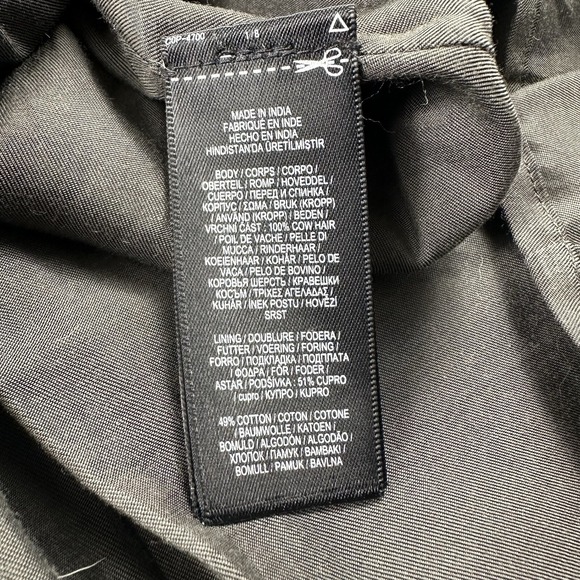 COP-4700 1/6
MADE IN INDIA
FABRIQUÉ EN INDE
HECHO EN INDIA
HİNDİSTAN'DA ÜRETİLMİŞTİR
BODY / CORPS / CORPO /
OBERTEIL / ROMP / HOVEDDEL /
CUERPO / ПЕРЕД И СПИНКА /
КОРПУС / ΣΩΜΑ / BRUK (KROPP)
/ ANVÄND (KROPP) / BEDEN /
VRCHNÍ ČÁST : 100% COW HAIR
/ POIL DE VACHE / PELLE DI
MUCCA / RINDERHAAR /
KOEIENHAAR / KOHÅR / PELO DE
VACA / PELO DE BOVINO /
КОРОВЬЯ ШЕРСТЬ / КРАВЕШКИ
КОСЪМ / ΤΡΙΧΕΣ ΑΓΕΛΑΔΑΣ /
KUHÅR / İNEK POSTU / HOVĚZÍ
SRST
LINING / DOUBLURE / FODERA /
FUTTER / VOERING / FORING /
FORRO / ПОДКЛАДКА / ПОДПЛАТА
/ ΦΟΔΡΑ / FÔR / FODER /
ASTAR / PODŠÍVKA : 51% CUPRO
/ cupro / КУПРО / KUPRO
49% COTTON / COTON / COTONE
/ BAUMWOLLE / KATOEN /
BOMULD / ALGODÓN / ALGODÃO /
ХЛОПОК / ПАМУК / ΒΑΜΒΑΚΙ /
BOMULL / PAMUK / BAVLNA